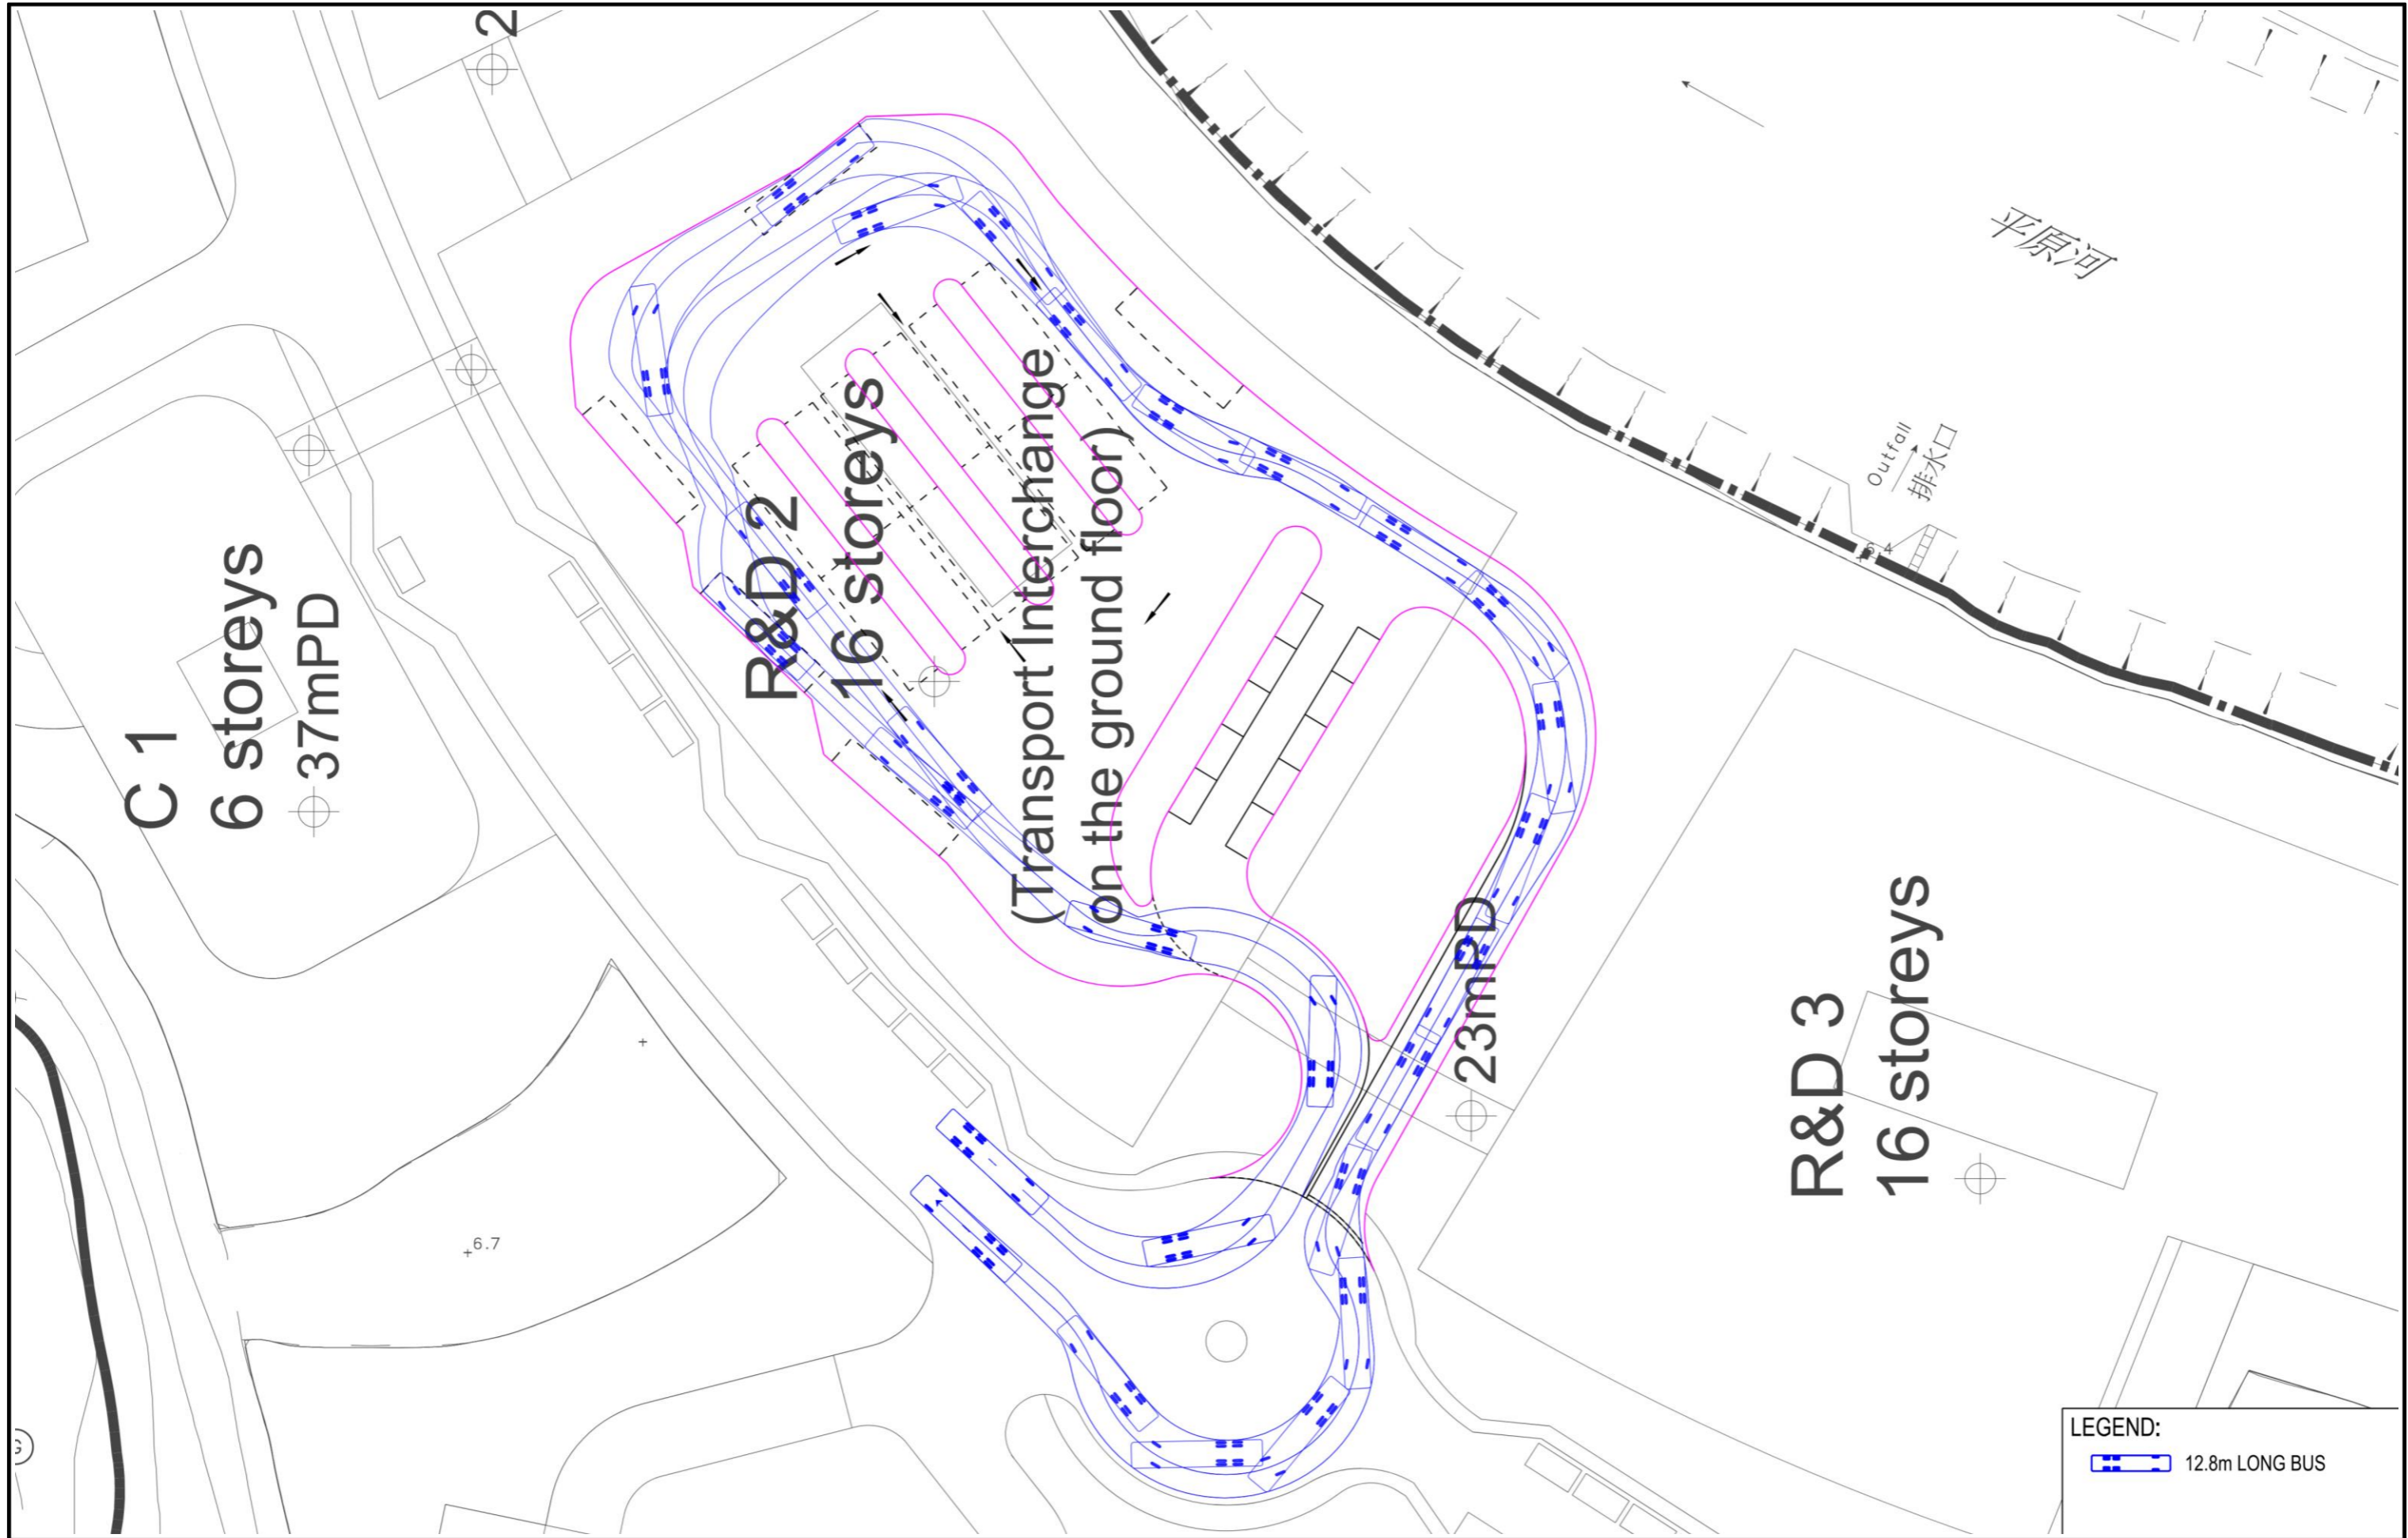 2
C 1
6 storeys
37mPD
R&D 2
16 storeys
(Transport Interchange
on the ground floor)
23mPD
R&D 3
16 storeys
平原河
Outfall
排水口
6.7
LEGEND:
12.8m LONG BUS